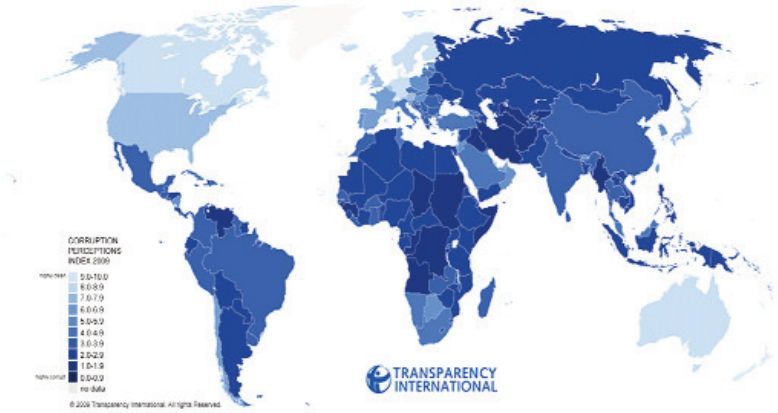 CORRUPTION
PERCEPTIONS
INDEX 2009
9.0-10.0
8.0-8.9
7.0-7.9
6.0-6.9
5.0-5.9
4.0-4.9
3.0-3.9
2.0-2.9
1.0-1.9
0.0-0.9
no data
© 2009 Transparency International. All rights Reserved.
TRANSPARENCY
INTERNATIONAL